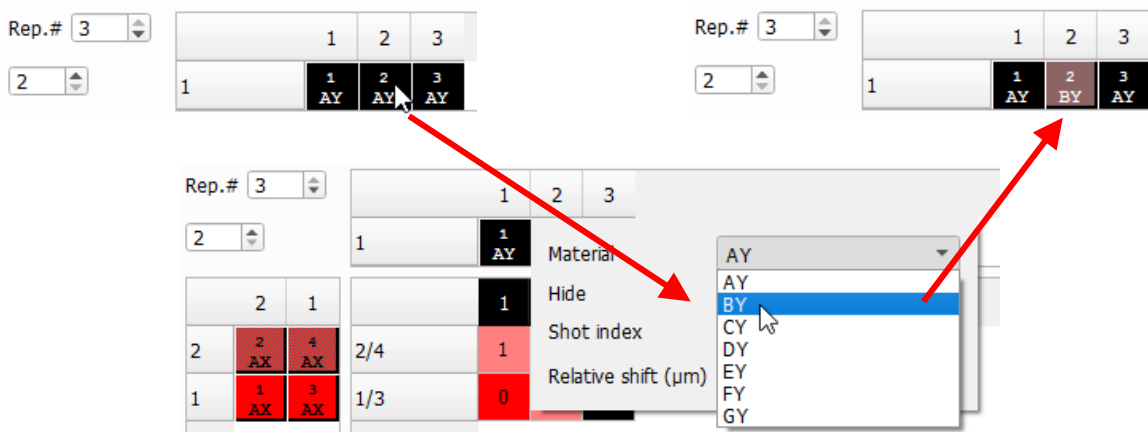 Rep.# 3
1 2 3
2
1
1 2 3
AY AY AY
Rep.# 3
1 2 3
2
1
1 2 3
AY BY AY
Rep.# 3
1 2 3
2
1
1
AY
Material
AY
Hide
Shot index
Relative shift (µm)
AY
BY
CY
DY
EY
FY
GY
2 1
1
2
2 4
AX AX
2/4
1
1
1 3
AX AX
1/3
0